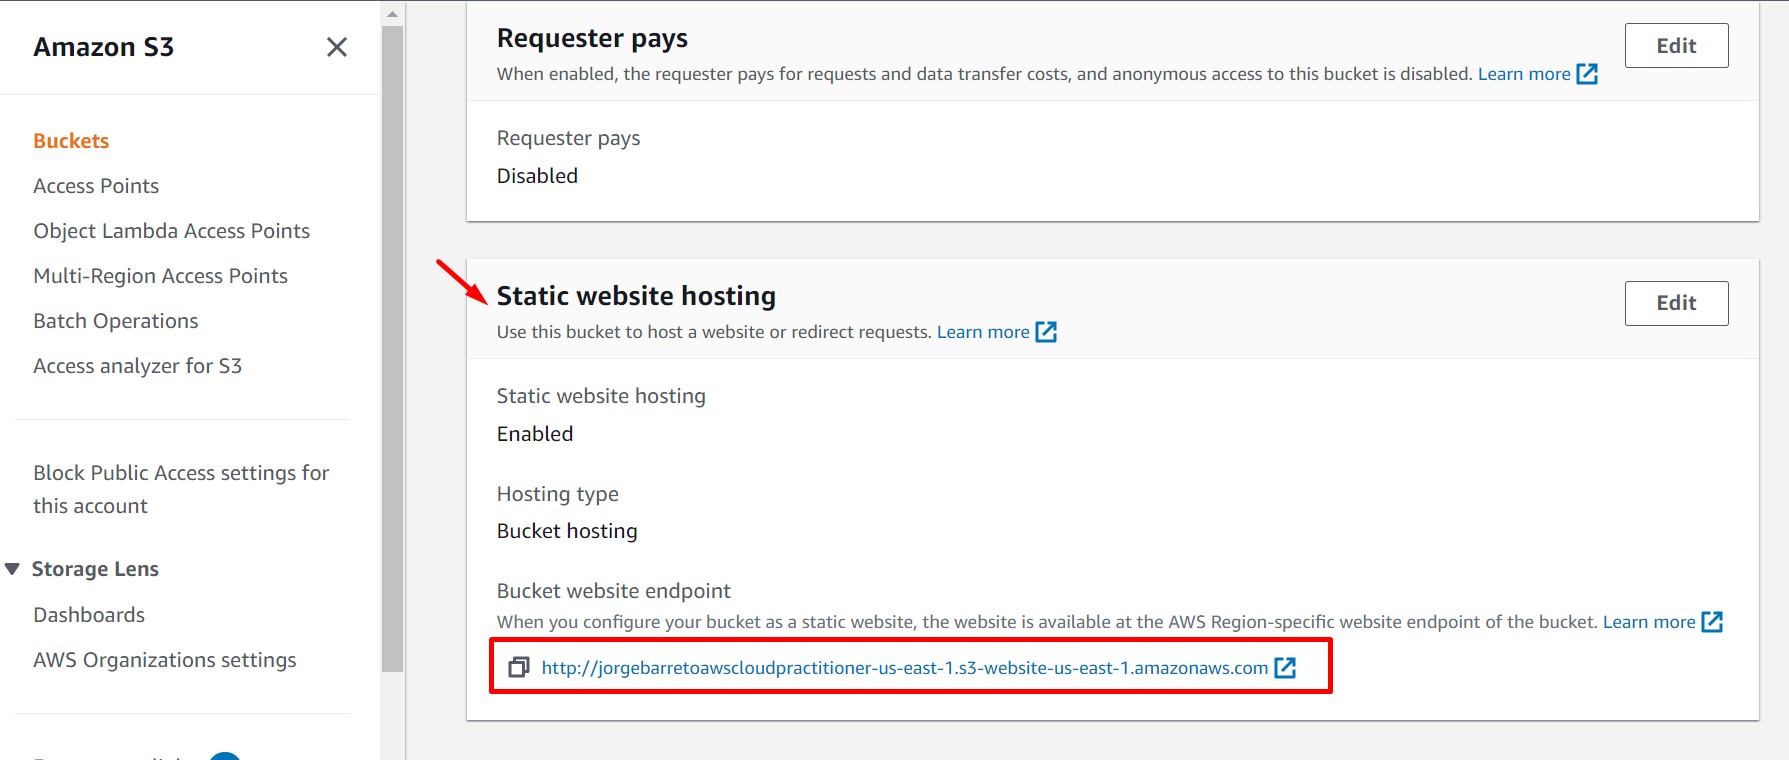 Amazon S3
Buckets
Access Points
Object Lambda Access Points
Multi-Region Access Points
Batch Operations
Access analyzer for S3
Block Public Access settings for
this account
Storage Lens
Dashboards
AWS Organizations settings
Requester pays
Edit
When enabled, the requester pays for requests and data transfer costs, and anonymous access to this bucket is disabled. Learn more
Requester pays
Disabled
Static website hosting
Edit
Use this bucket to host a website or redirect requests. Learn more
Static website hosting
Enabled
Hosting type
Bucket hosting
Bucket website endpoint
When you configure your bucket as a static website, the website is available at the AWS Region-specific website endpoint of the bucket. Learn more
http://jorgebarretoawscloudpractitioner-us-east-1.s3-website-us-east-1.amazonaws.com